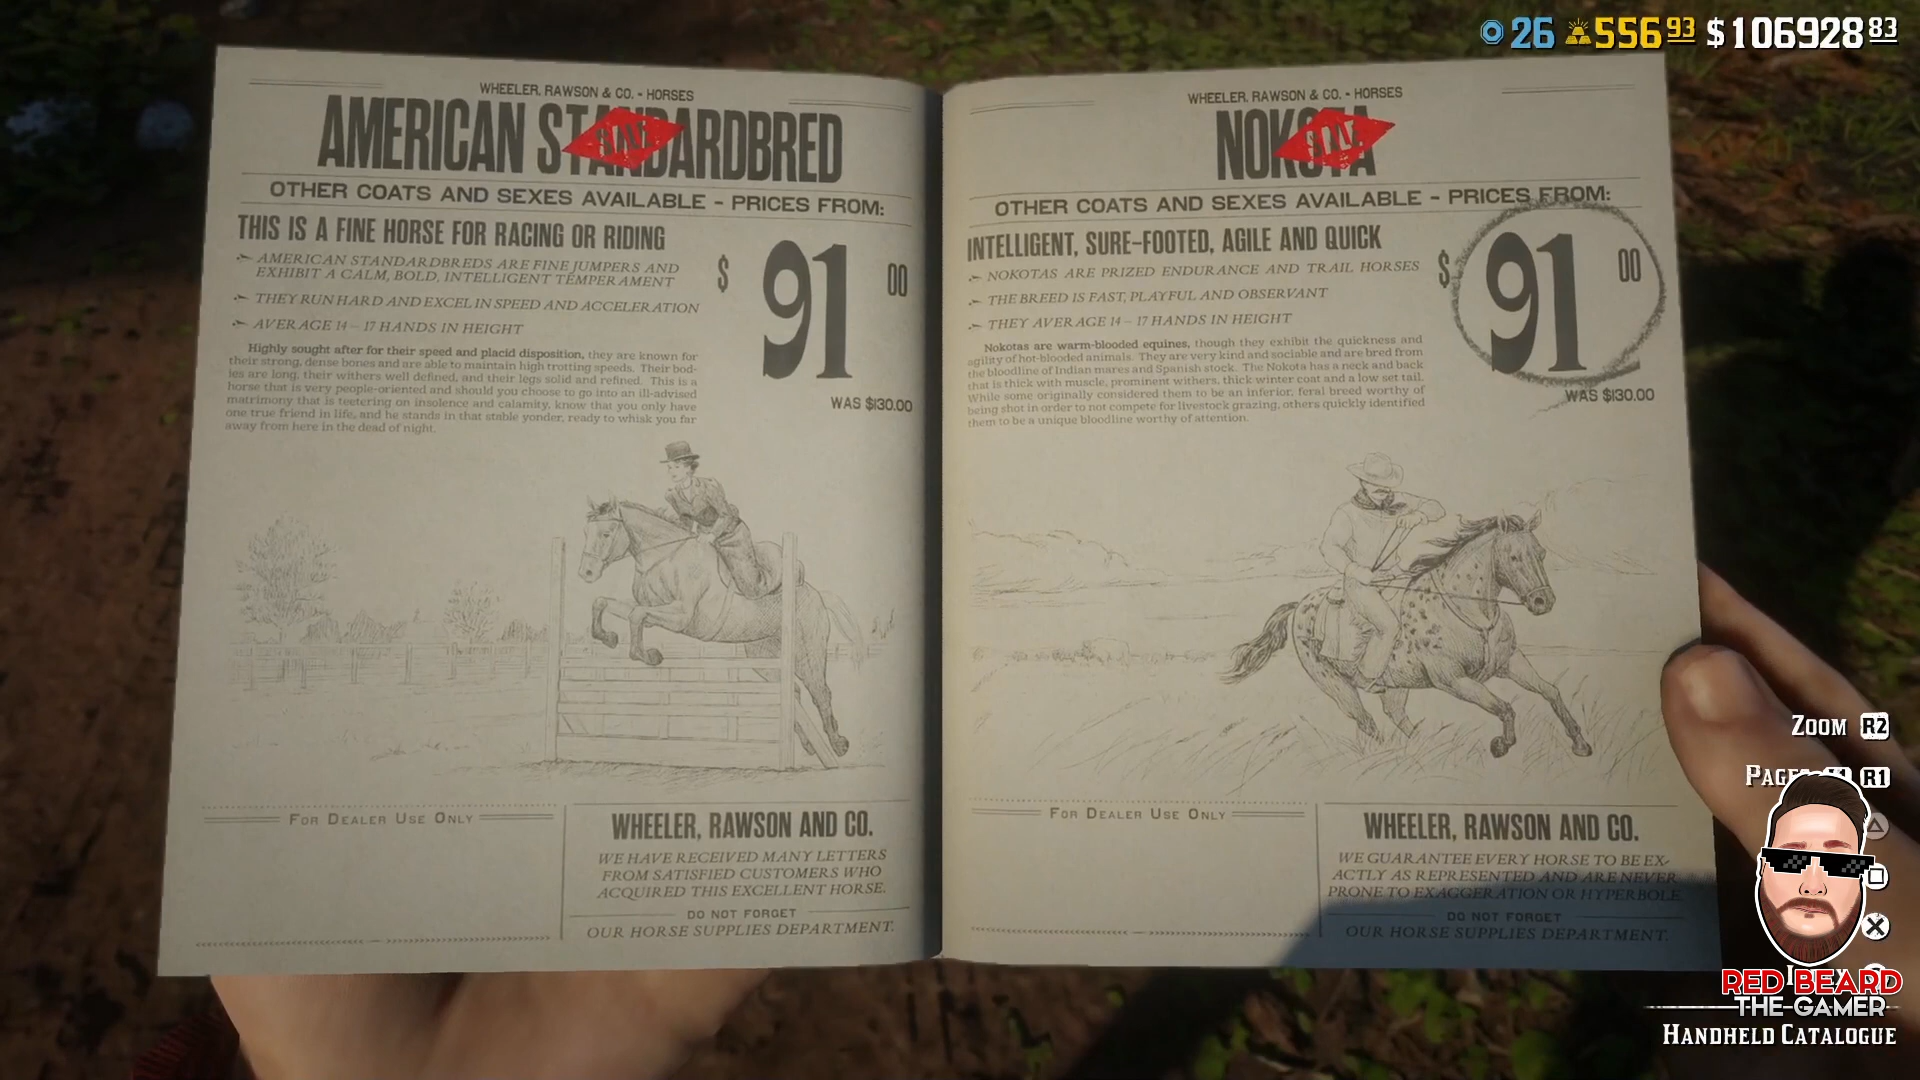 26 556 93 $106928 83
WHEELER, RAWSON & CO. - HORSES
AMERICAN STANDARDBRED
SALE
OTHER COATS AND SEXES AVAILABLE - PRICES FROM:
THIS IS A FINE HORSE FOR RACING OR RIDING
AMERICAN STANDARDBREDS ARE FINE JUMPERS AND
EXHIBIT A CALM, BOLD, INTELLIGENT TEMPERAMENT
THEY RUN HARD AND EXCEL IN SPEED AND ACCELERATION
AVERAGE 14 – 17 HANDS IN HEIGHT
$ 91 00
WAS $130.00
Highly sought after for their speed and placid disposition, they are known for
their strong, dense bones and are able to maintain high trotting speeds. Their bod-
ies are long, their withers well defined, and their legs solid and refined. This is a
horse that is very people-oriented and should you choose to go into an ill-advised
matrimony that is teetering on insolence and calamity, know that you only have
one true friend in life, and he stands in that stable yonder, ready to whisk you far
away from here in the dead of night.
For Dealer Use Only
WHEELER, RAWSON AND CO.
WE HAVE RECEIVED MANY LETTERS
FROM SATISFIED CUSTOMERS WHO
ACQUIRED THIS EXCELLENT HORSE.
DO NOT FORGET
OUR HORSE SUPPLIES DEPARTMENT.
WHEELER, RAWSON & CO. - HORSES
NOKOTA
SALE
OTHER COATS AND SEXES AVAILABLE - PRICES FROM:
INTELLIGENT, SURE-FOOTED, AGILE AND QUICK
NOKOTAS ARE PRIZED ENDURANCE AND TRAIL HORSES
THE BREED IS FAST, PLAYFUL AND OBSERVANT
THEY AVERAGE 14 – 17 HANDS IN HEIGHT
$ 91 00
WAS $130.00
Nokotas are warm-blooded equines, though they exhibit the quickness and
agility of hot-blooded animals. They are very kind and sociable and are bred from
the bloodline of Indian mares and Spanish stock. The Nokota has a neck and back
that is thick with muscle, prominent withers, thick winter coat and a low set tail.
While some originally considered them to be an inferior, feral breed worthy of
being shot in order to not compete for livestock grazing, others quickly identified
them to be a unique bloodline worthy of attention.
For Dealer Use Only
WHEELER, RAWSON AND CO.
WE GUARANTEE EVERY HORSE TO BE EX-
ACTLY AS REPRESENTED AND ARE NEVER
PRONE TO EXAGGERATION OR HYPERBOLE.
DO NOT FORGET
OUR HORSE SUPPLIES DEPARTMENT.
Zoom R2
R1
RED BEARD
THE-GAMER
Handheld Catalogue